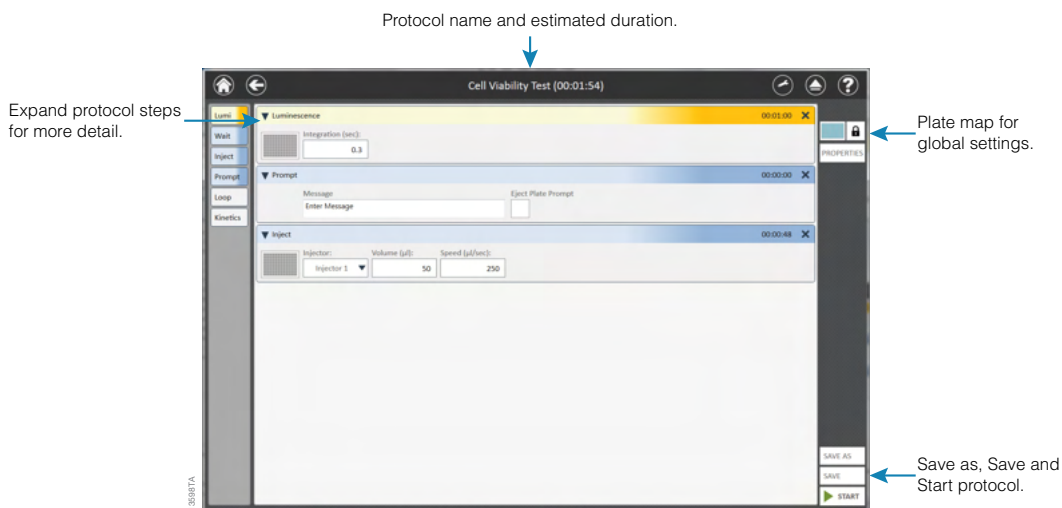 Protocol name and estimated duration.
Cell Viability Test (00:01:54)
?
Expand protocol steps
for more detail.
Lumi
Wait
Inject
Prompt
Loop
Kinetics
Luminescence
00:01:00 X
Integration (sec):
0.3
Prompt
00:00:00 X
Message
Eject Plate Prompt
Enter Message
Inject
00:00:48 X
Injector:
Volume (µl):
Speed (µl/sec):
Injector 1
50
250
PROPERTIES
Plate map for
global settings.
SAVE AS
SAVE
START
Save as, Save and
Start protocol.
3598TA